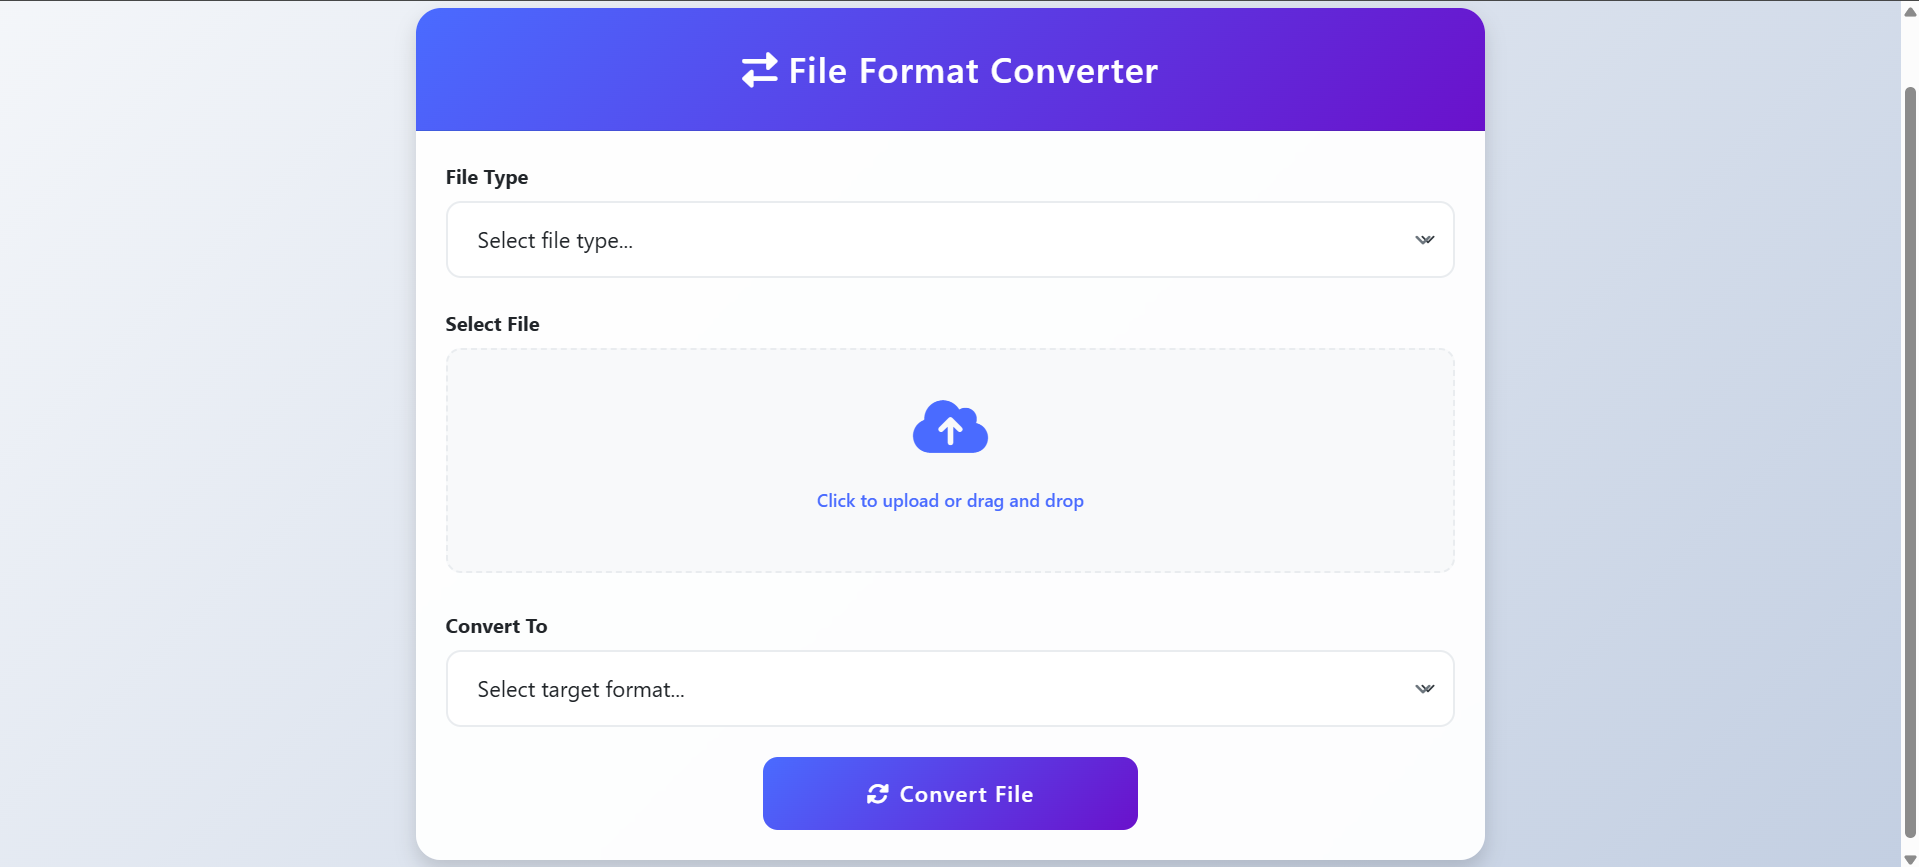 File Format Converter
File Type
Select file type...
Select File
Click to upload or drag and drop
Convert To
Select target format...
Convert File